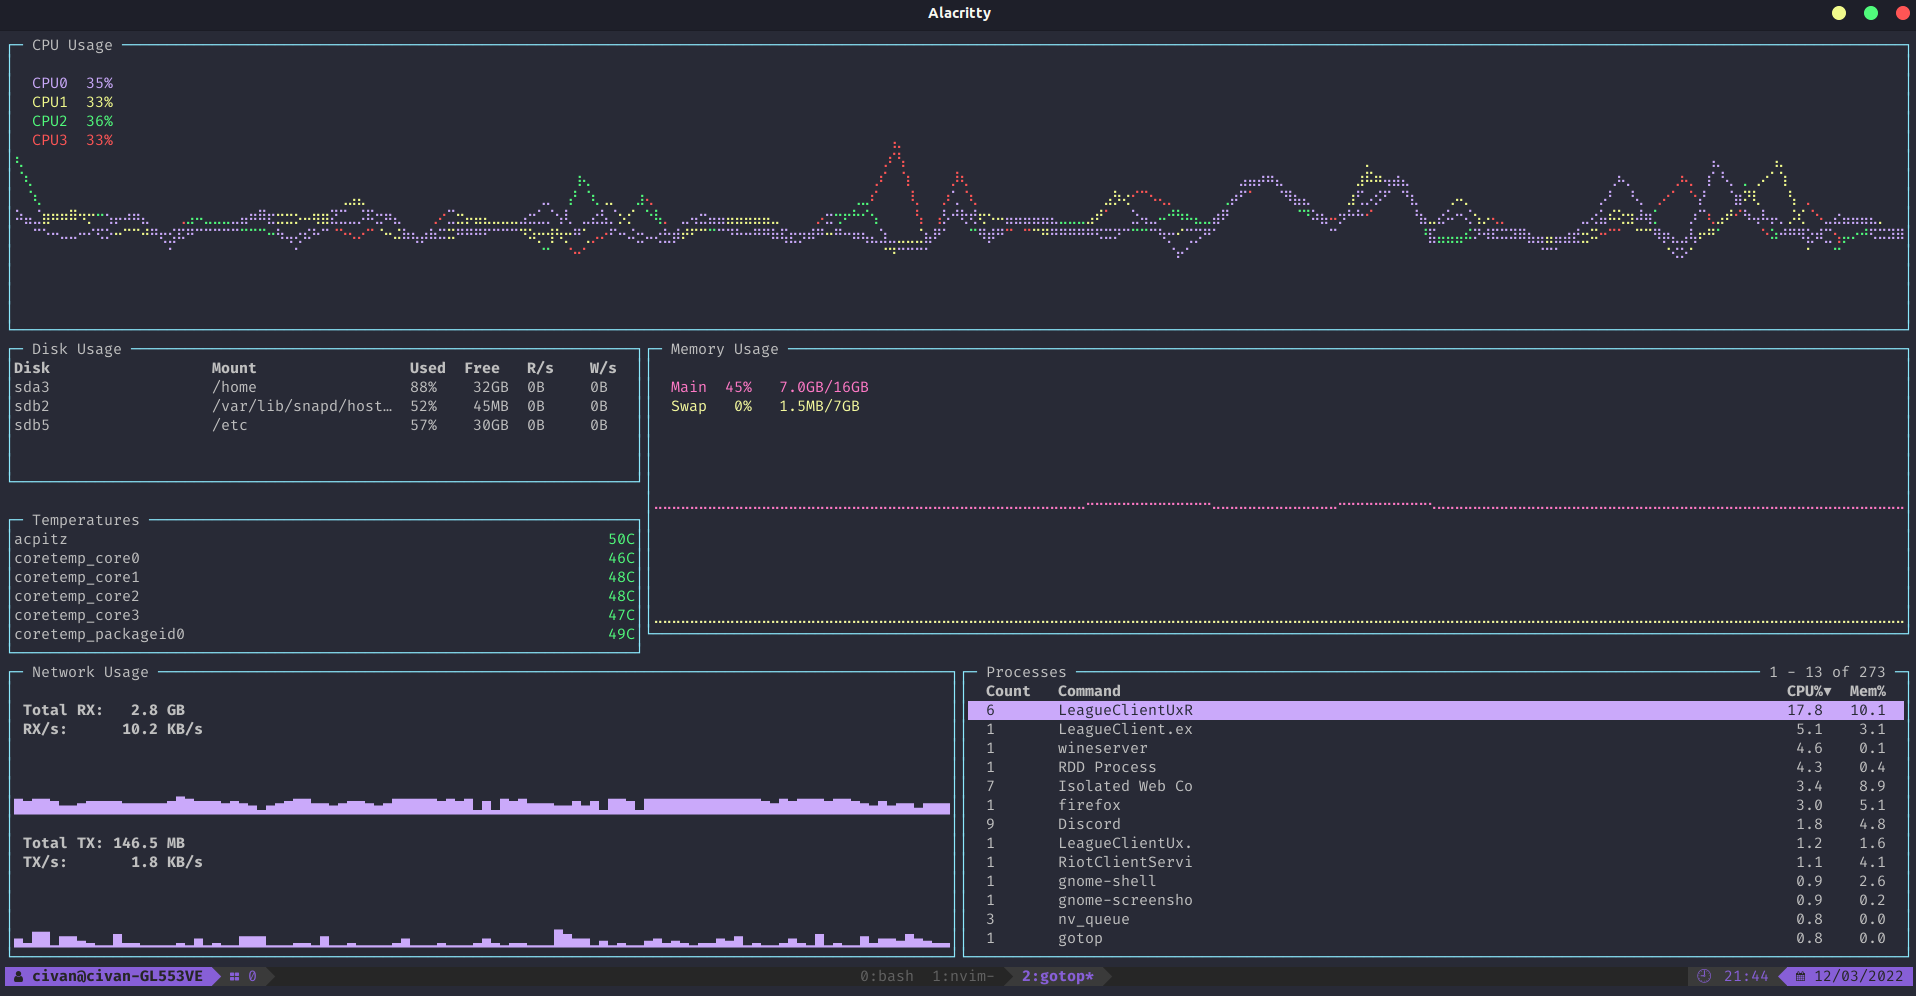 Alacritty
CPU Usage
CPU0 35%
CPU1 33%
CPU2 36%
CPU3 33%
Disk Usage
Disk Mount Used Free R/s W/s
sda3 /home 88% 32GB 0B 0B
sdb2 /var/lib/snapd/host… 52% 45MB 0B 0B
sdb5 /etc 57% 30GB 0B 0B
Memory Usage
Main 45% 7.0GB/16GB
Swap 0% 1.5MB/7GB
Temperatures
acpitz 50C
coretemp_core0 46C
coretemp_core1 48C
coretemp_core2 48C
coretemp_core3 47C
coretemp_packageid0 49C
Network Usage
Total RX: 2.8 GB
RX/s: 10.2 KB/s
Total TX: 146.5 MB
TX/s: 1.8 KB/s
Processes 1 - 13 of 273
Count Command CPU%▼ Mem%
6 LeagueClientUxR 17.8 10.1
1 LeagueClient.ex 5.1 3.1
1 wineserver 4.6 0.1
1 RDD Process 4.3 0.4
7 Isolated Web Co 3.4 8.9
1 firefox 3.0 5.1
9 Discord 1.8 4.8
1 LeagueClientUx. 1.2 1.6
1 RiotClientServi 1.1 4.1
1 gnome-shell 0.9 2.6
1 gnome-screensho 0.9 0.2
3 nv_queue 0.8 0.0
1 gotop 0.8 0.0
civan@civan-GL553VE 0 0:bash 1:nvim- 2:gotop* 21:44 12/03/2022